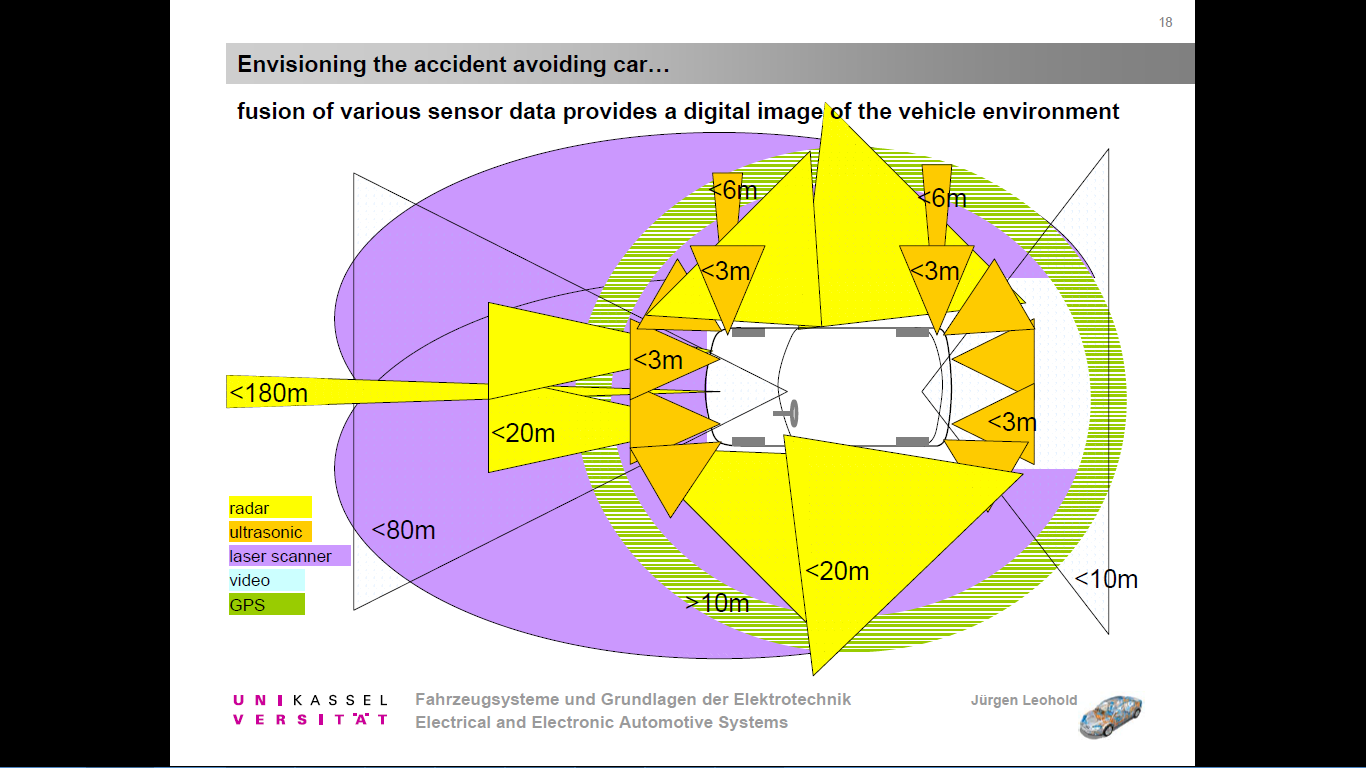 18
Envisioning the accident avoiding car…
fusion of various sensor data provides a digital image of the vehicle environment
<6m
<6m
<3m
<3m
<3m
<180m
<3m
<20m
<80m
<20m
>10m
<10m
radar
ultrasonic
laser scanner
video
GPS
UNIKASSEL
VERSITÄT
Fahrzeugsysteme und Grundlagen der Elektrotechnik
Electrical and Electronic Automotive Systems
Jürgen Leohold